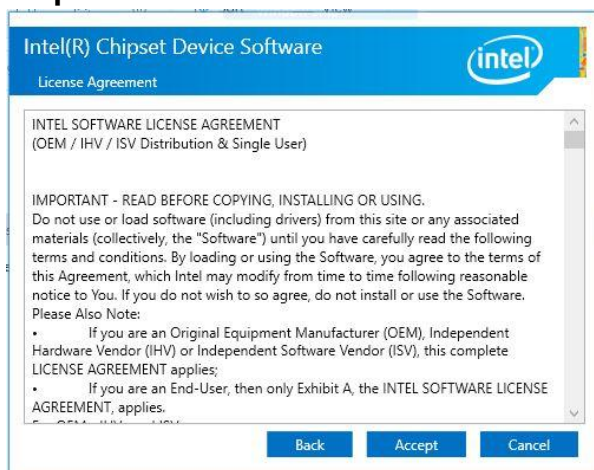 Intel(R) Chipset Device Software
intel
License Agreement
INTEL SOFTWARE LICENSE AGREEMENT
(OEM / IHV / ISV Distribution & Single User)
IMPORTANT - READ BEFORE COPYING, INSTALLING OR USING.
Do not use or load software (including drivers) from this site or any associated
materials (collectively, the "Software") until you have carefully read the following
terms and conditions. By loading or using the Software, you agree to the terms of
this Agreement, which Intel may modify from time to time following reasonable
notice to You. If you do not wish to so agree, do not install or use the Software.
Please Also Note:
• If you are an Original Equipment Manufacturer (OEM), Independent
Hardware Vendor (IHV) or Independent Software Vendor (ISV), this complete
LICENSE AGREEMENT applies;
• If you are an End-User, then only Exhibit A, the INTEL SOFTWARE LICENSE
AGREEMENT, applies.
Back Accept Cancel